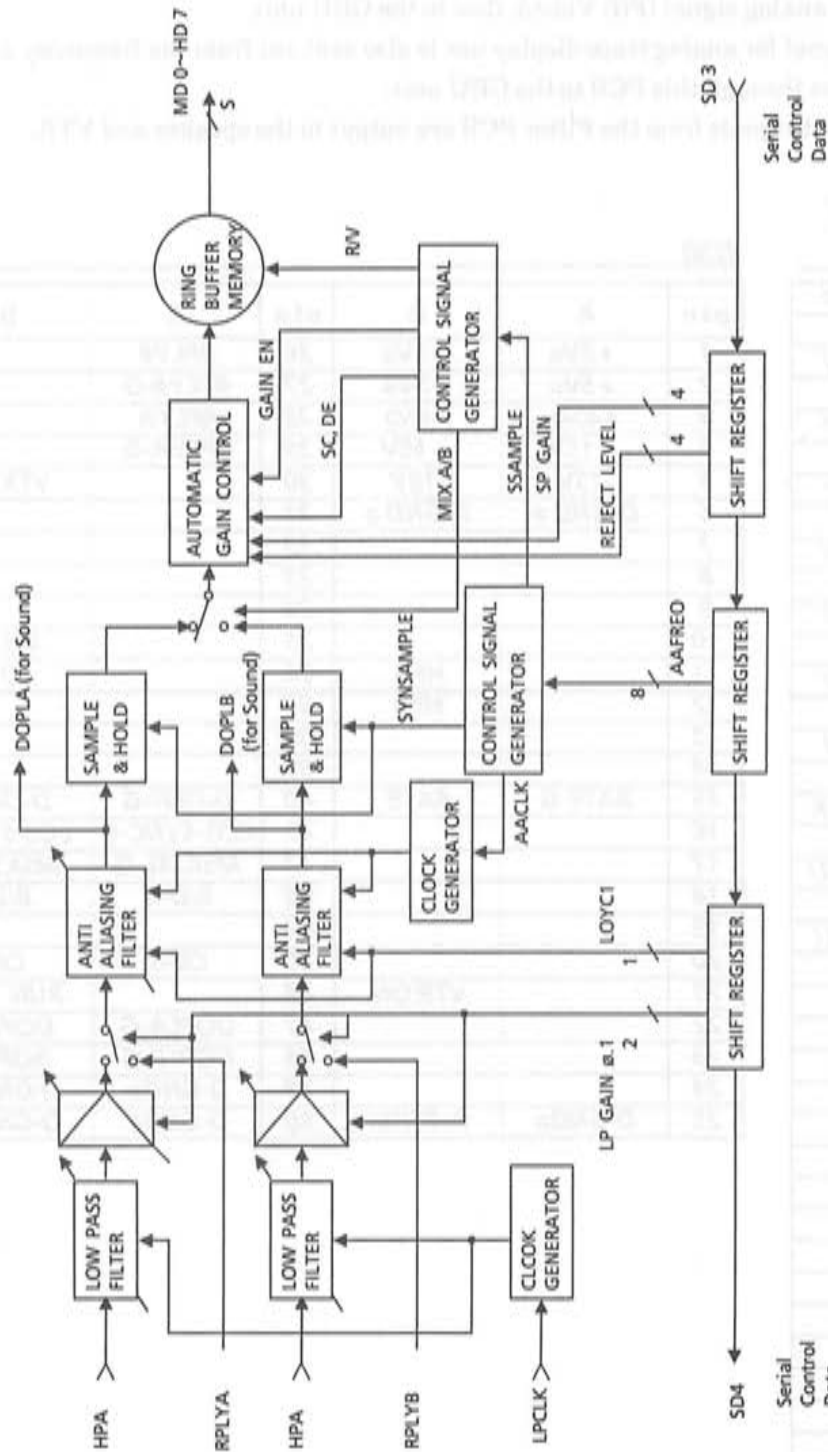 HPA
RPLYA
HPA
RPLYB
LPCLK
SD4
Serial
Control
LOW PASS
FILTER
LOW PASS
FILTER
CLCOK
GENERATOR
LP GAIN ø.1
2
LOYC1
1
SHIFT REGISTER
ANTI
ALIASING
FILTER
ANTI
ALIASING
FILTER
CLOCK
GENERATOR
AACLK
DOPLA (for Sound)
DOPLB
(for Sound)
SAMPLE
& HOLD
SAMPLE
& HOLD
SYNSAMPLE
CONTROL SIGNAL
GENERATOR
8
AAFREO
SHIFT REGISTER
AUTOMATIC
GAIN CONTROL
GAIN EN
SC, DE
MIX A/B
SSAMPLE
SP GAIN
REJECT LEVEL
4
4
SHIFT REGISTER
RING
BUFFER
MEMORY
R/V
CONTROL SIGNAL
GENERATOR
MD 0~HD 7
S
SD 3
Serial
Control
Data